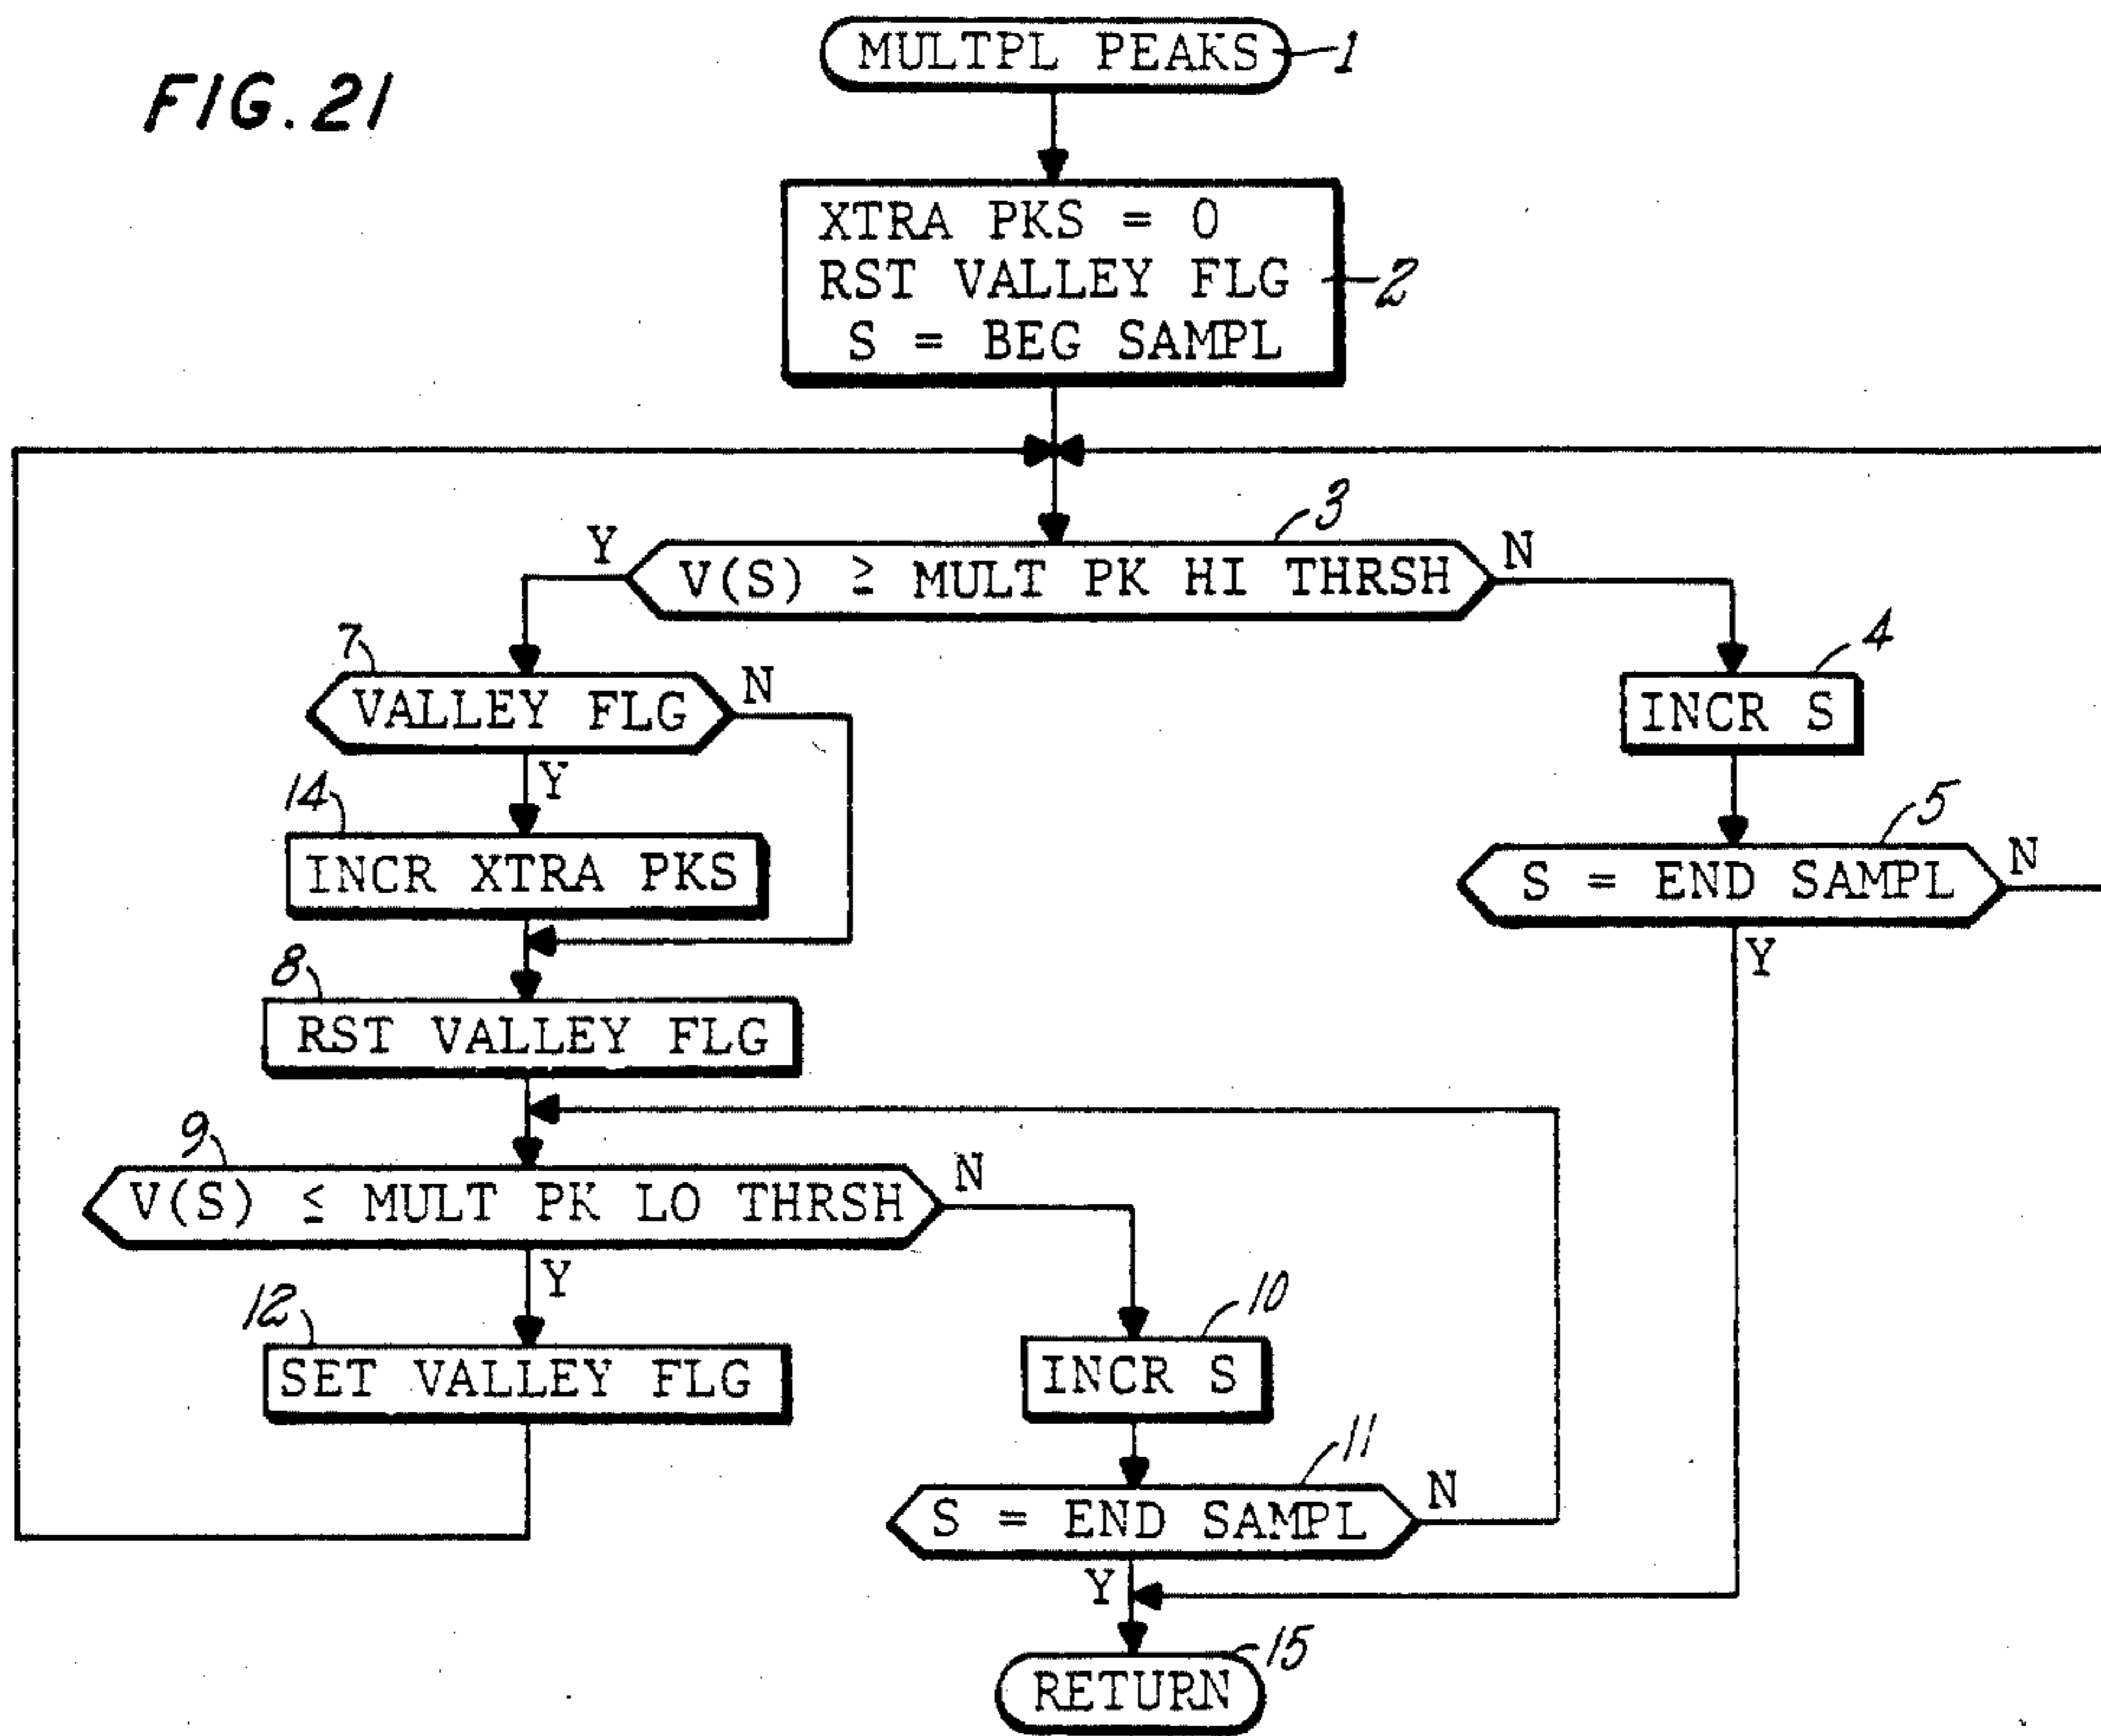 FIG. 21
MULTPL PEAKS
1
XTRA PKS = 0
RST VALLEY FLG
S = BEG SAMPL
2
3
Y
V(S) ≥ MULT PK HI THRSH
N
7
VALLEY FLG
N
Y
4
INCR S
14
INCR XTRA PKS
5
S = END SAMPL
N
Y
8
RST VALLEY FLG
9
V(S) ≤ MULT PK LO THRSH
N
Y
12
SET VALLEY FLG
10
INCR S
11
S = END SAMPL
N
Y
15
RETURN